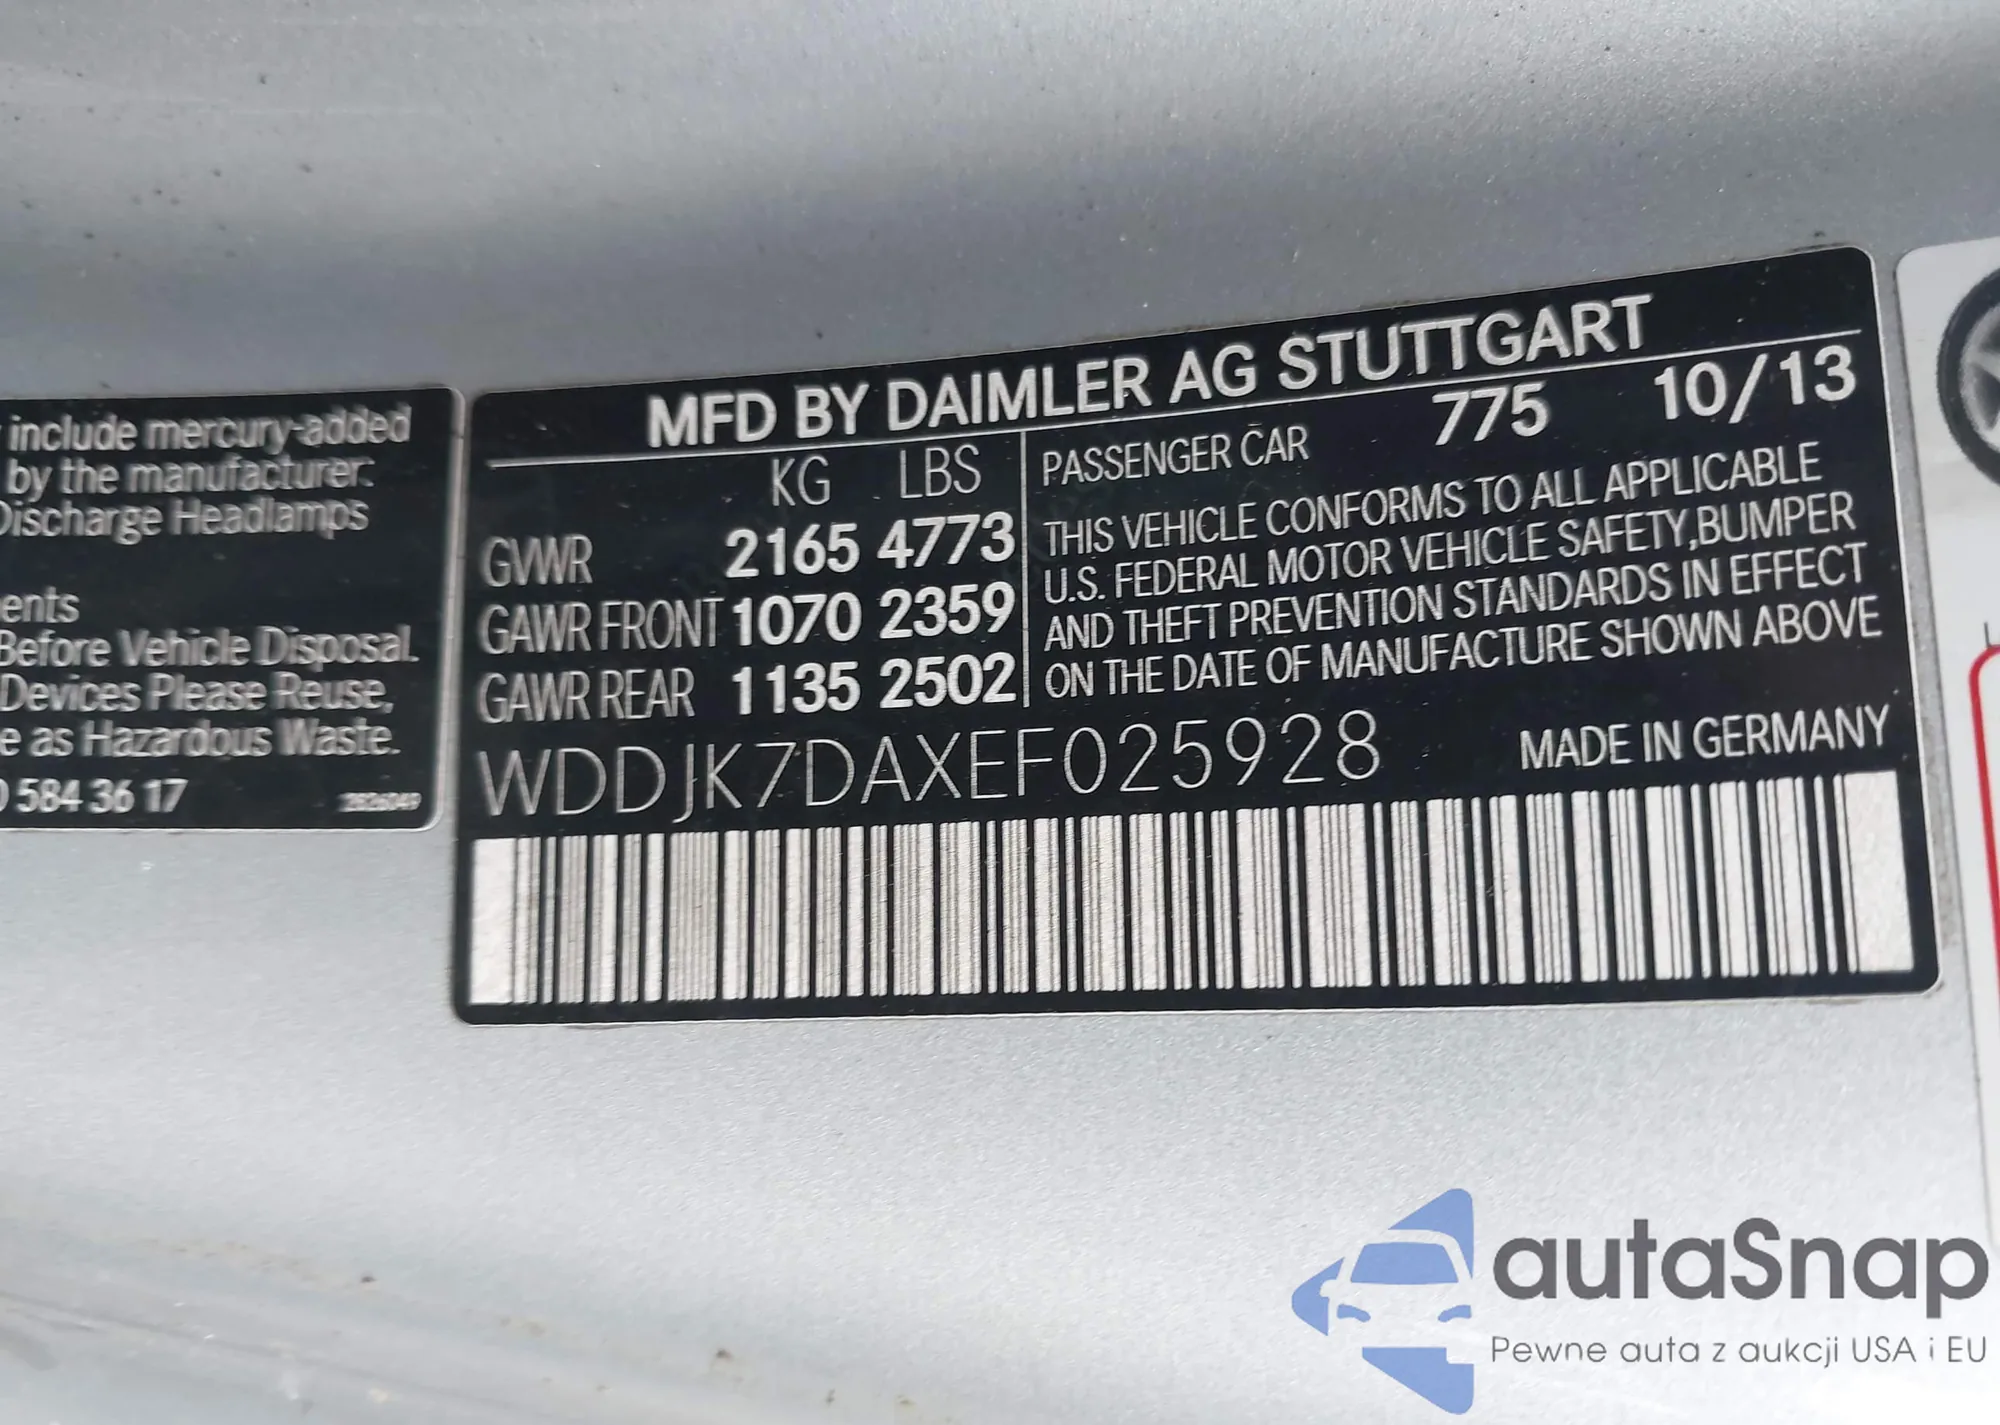 include mercury-added
by the manufacturer:
Discharge Headlamps
ents
Before Vehicle Disposal.
Devices Please Reuse,
e as Hazardous Waste.
0 584 36 17
2826049
MFD BY DAIMLER AG STUTTGART
KG LBS
GVWR 2165 4773
GAWR FRONT 1070 2359
GAWR REAR 1135 2502
PASSENGER CAR 775 10/13
THIS VEHICLE CONFORMS TO ALL APPLICABLE
U.S. FEDERAL MOTOR VEHICLE SAFETY,BUMPER
AND THEFT PREVENTION STANDARDS IN EFFECT
ON THE DATE OF MANUFACTURE SHOWN ABOVE
WDDJK7DAXEF025928
MADE IN GERMANY
autaSnap
Pewne auta z aukcji USA i EU